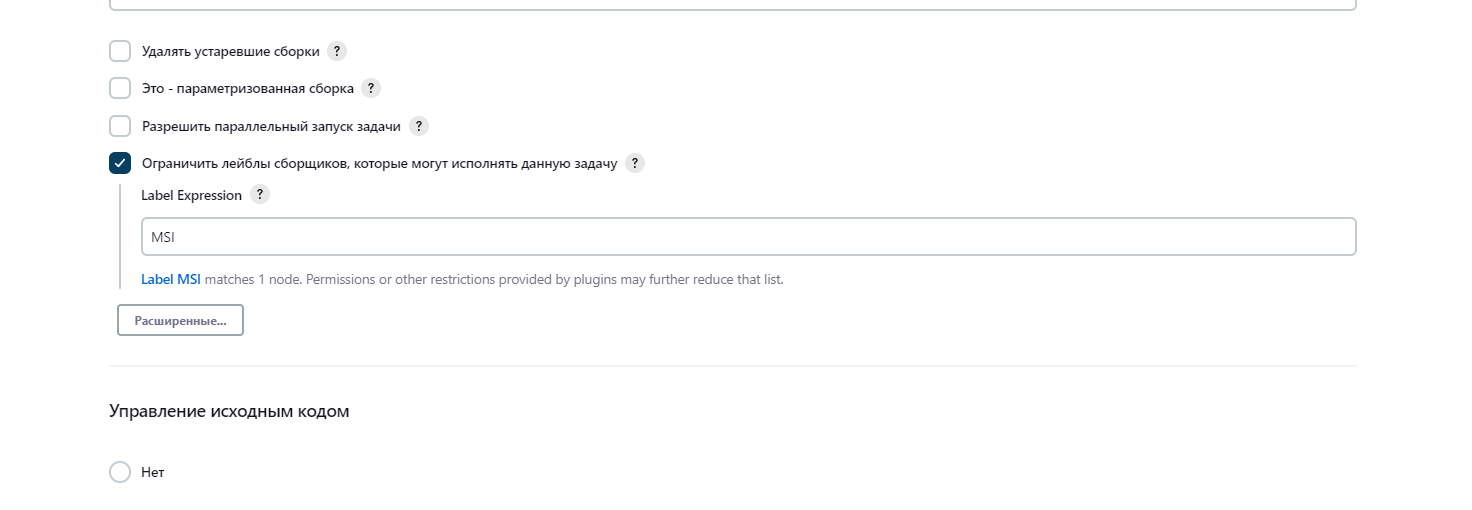 Удалять устаревшие сборки ?
Это - параметризованная сборка ?
Разрешить параллельный запуск задачи ?
Ограничить лейблы сборщиков, которые могут исполнять данную задачу ?
Label Expression ?
MSI
Label MSI matches 1 node. Permissions or other restrictions provided by plugins may further reduce that list.
Расширенные...
Управление исходным кодом
Нет